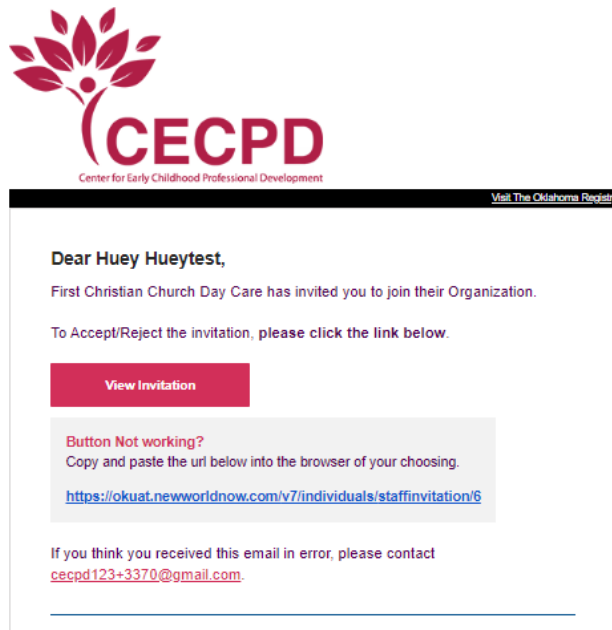 CECPD
Center for Early Childhood Professional Development
Visit The Oklahoma
Dear Huey Hueytest,
First Christian Church Day Care has invited you to join their Organization.
To Accept/Reject the invitation, please click the link below.
View Invitation
Button Not working?
Copy and paste the url below into the browser of your choosing.
https://okuat.newworldnow.com/v7/individuals/staffinvitation/6
If you think you received this email in error, please contact
cecpd123+3370@gmail.com.